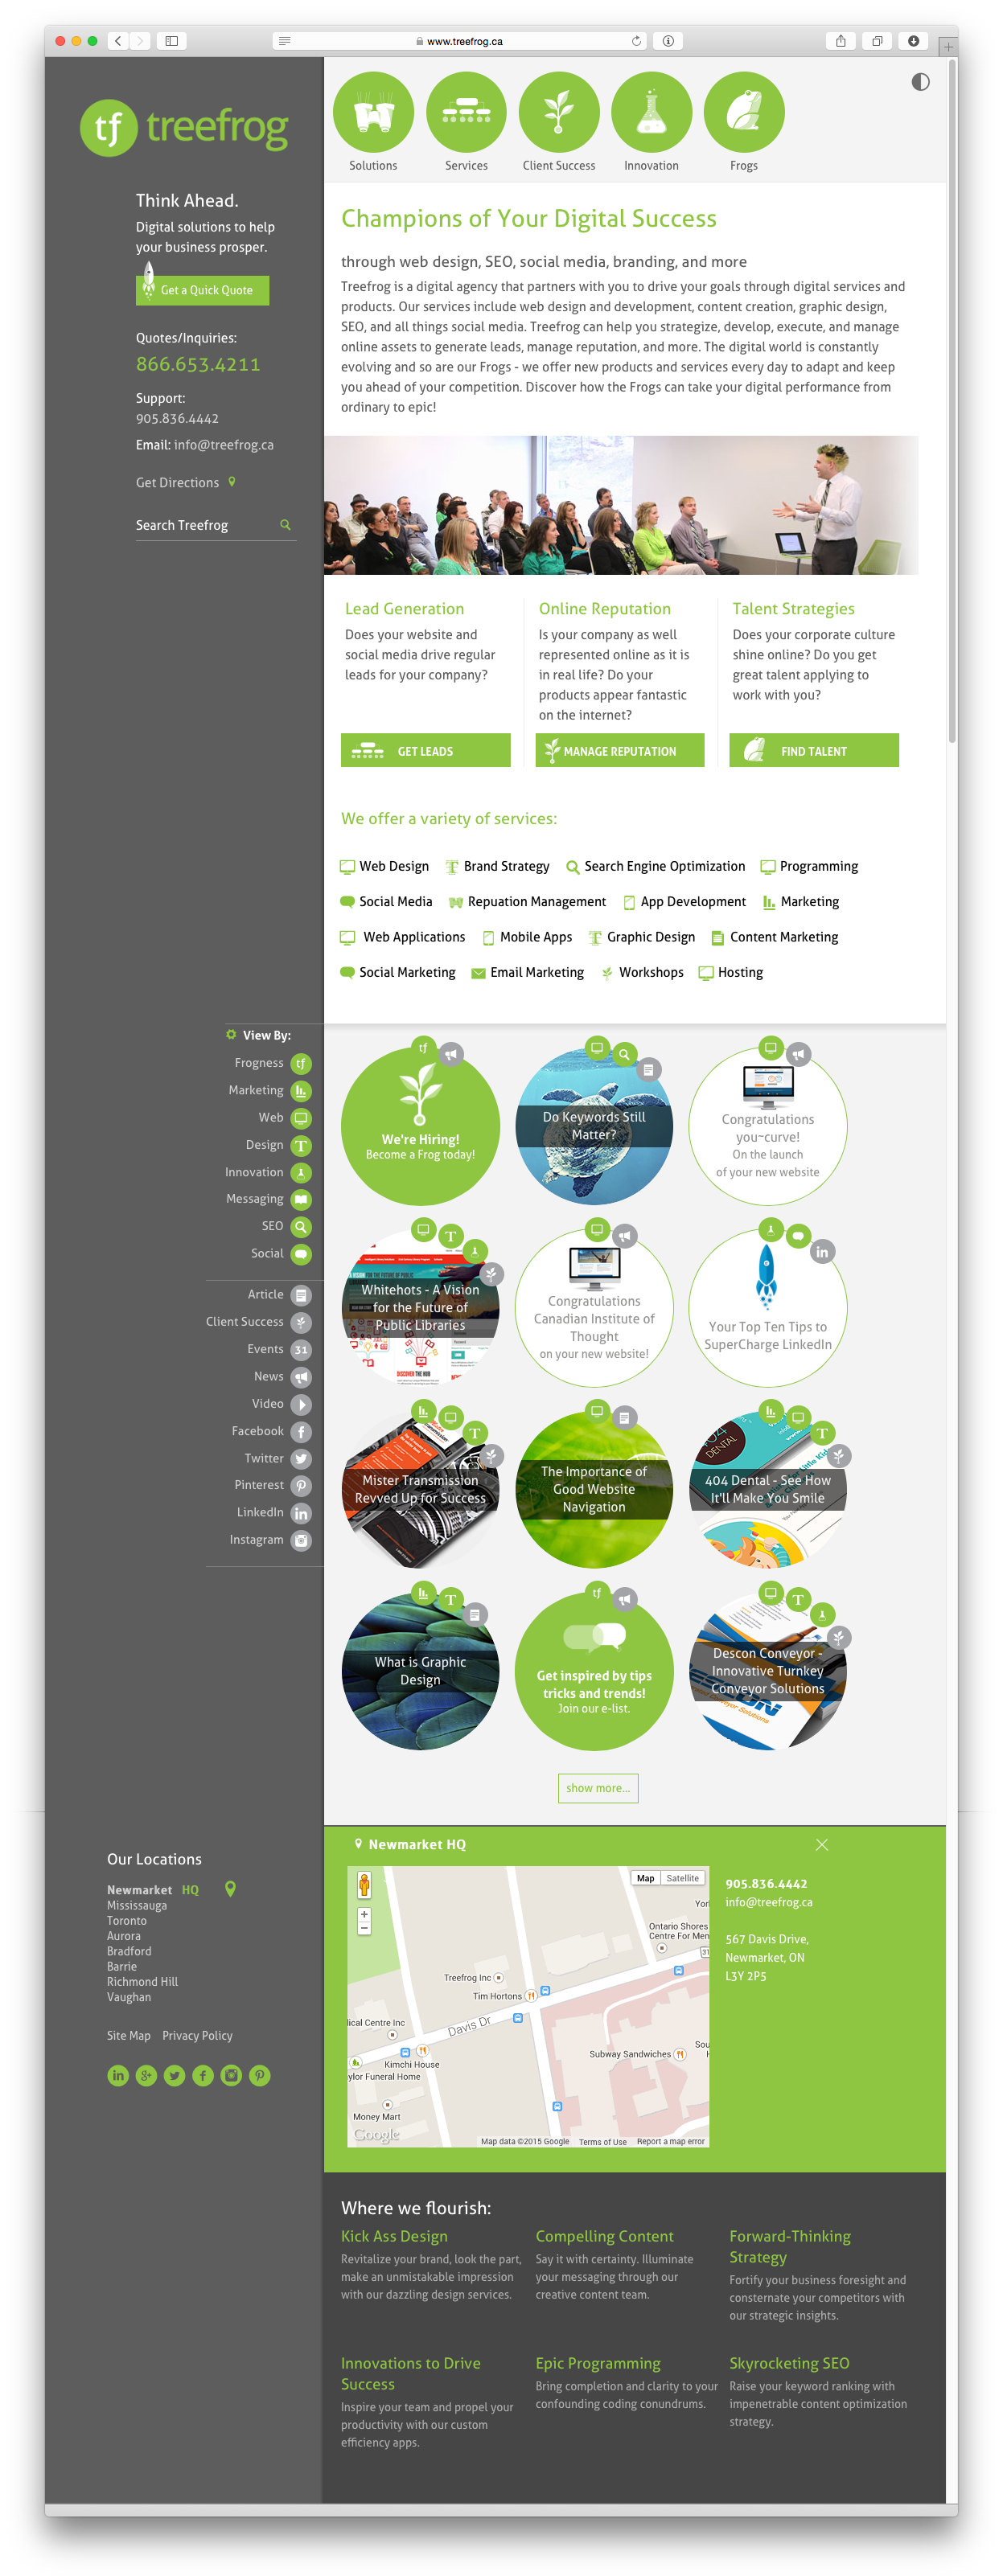 www.treefrog.ca
tf treefrog
Think Ahead.
Digital solutions to help
your business prosper.
Get a Quick Quote
Quotes/Inquiries:
866.653.4211
Support:
905.836.4442
Email: info@treefrog.ca
Get Directions
Search Treefrog
Solutions
Services
Client Success
Innovation
Frogs
Champions of Your Digital Success
through web design, SEO, social media, branding, and more
Treefrog is a digital agency that partners with you to drive your goals through digital services and
products. Our services include web design and development, content creation, graphic design,
SEO, and all things social media. Treefrog can help you strategize, develop, execute, and manage
online assets to generate leads, manage reputation, and more. The digital world is constantly
evolving and so are our Frogs - we offer new products and services every day to adapt and keep
you ahead of your competition. Discover how the Frogs can take your digital performance from
ordinary to epic!
Lead Generation
Does your website and
social media drive regular
leads for your company?
GET LEADS
Online Reputation
Is your company as well
represented online as it is
in real life? Do your
products appear fantastic
on the internet?
MANAGE REPUTATION
Talent Strategies
Does your corporate culture
shine online? Do you get
great talent applying to
work with you?
FIND TALENT
We offer a variety of services:
Web Design Brand Strategy Search Engine Optimization Programming
Social Media Repuation Management App Development Marketing
Web Applications Mobile Apps Graphic Design Content Marketing
Social Marketing Email Marketing Workshops Hosting
View By:
Frogness tf
Marketing
Web
Design T
Innovation
Messaging
SEO
Social
Article
Client Success
Events 31
News
Video
Facebook f
Twitter
Pinterest
LinkedIn in
Instagram
tf
We're Hiring!
Become a Frog today!
Do Keywords Still
Matter?
Congratulations
you~curve!
On the launch
of your new website
T
Whitehots - A Vision
for the Future of
Public Libraries
DISCOVER THE HUB
Congratulations
Canadian Institute of
Thought
on your new website!
in
Your Top Ten Tips to
SuperCharge LinkedIn
T
Mister Transmission
Revved Up for Success
The Importance of
Good Website
Navigation
T
404
DENTAL
404 Dental - See How
It'll Make You Smile
T
What is Graphic
Design
tf
Get inspired by tips
tricks and trends!
Join our e-list.
T
Descon Conveyor -
Innovative Turnkey
Conveyor Solutions
show more...
Our Locations
Newmarket HQ
Mississauga
Toronto
Aurora
Bradford
Barrie
Richmond Hill
Vaughan
Site Map Privacy Policy
in g+ f
Newmarket HQ
Map Satellite
Yor
Ontario Shores
Centre For Men
31
Treefrog Inc
Tim Hortons
Davis Dr
ical Centre Inc
Kimchi House
ylor Funeral Home
Subway Sandwiches
Sou
H
Money Mart
Google
Map data ©2015 Google Terms of Use Report a map error
905.836.4442
info@treefrog.ca
567 Davis Drive,
Newmarket, ON
L3Y 2P5
Where we flourish:
Kick Ass Design
Revitalize your brand, look the part,
make an unmistakable impression
with our dazzling design services.
Compelling Content
Say it with certainty. Illuminate
your messaging through our
creative content team.
Forward-Thinking
Strategy
Fortify your business foresight and
consternate your competitors with
our strategic insights.
Innovations to Drive
Success
Inspire your team and propel your
productivity with our custom
efficiency apps.
Epic Programming
Bring completion and clarity to your
confounding coding conundrums.
Skyrocketing SEO
Raise your keyword ranking with
impenetrable content optimization
strategy.